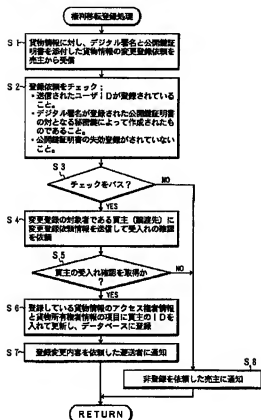 権利移転登録処理
S1
貨物情報に対し、デジタル署名と公開鍵証
明書を添付した貨物情報の変更登録依頼を
売主から受信
S2
登録依頼をチェック:
・送信されたユーザIDが登録されている
こと。
・デジタル署名が登録された公開鍵証明書
の対となる秘密鍵によって作成されたも
のであること。
・公開鍵証明書の失効登録がされていない
こと。
S3
チェックをパス?
NO
YES
S4
変更登録の対象者である買主(譲渡先)に
変更登録依頼情報を送信して受入れの確認
を依頼
S5
買主の受入れ確認を取得か?
NO
YES
S6
登録している貨物情報のアクセス権者情報
と貨物所有権者情報の項目に買主のIDを
入れて更新し、データベースに登録
S7
登録変更内容を依頼した運送者に通知
S8
非登録を依頼した売主に通知
RETURN